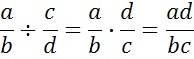 a/b ÷ c/d = a/b · d/c = ad/bc